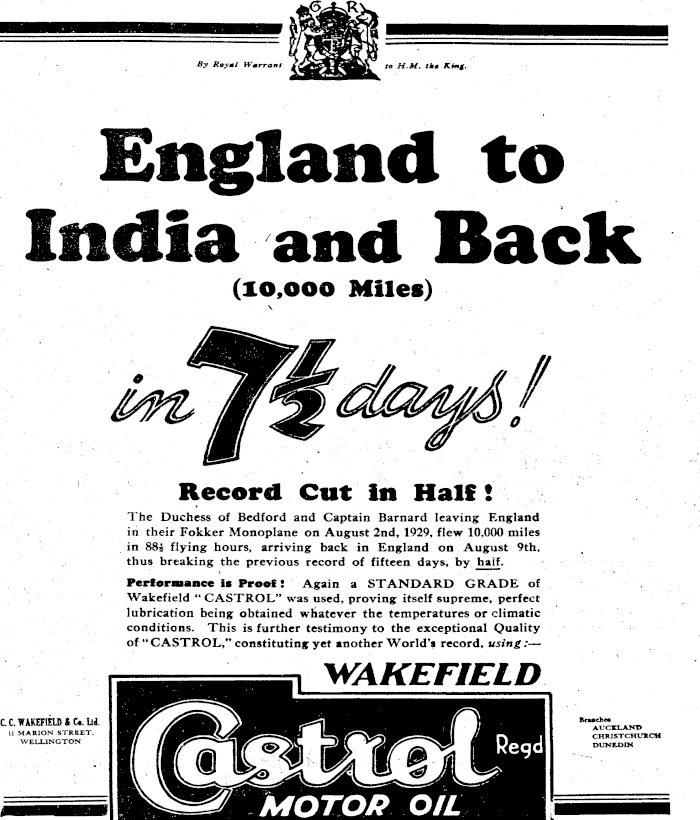 G R
By Royal Warrant to H.M. the King.
England to
India and Back
(10,000 Miles)
in 7½ days!
Record Cut in Half!
The Duchess of Bedford and Captain Barnard leaving England
in their Fokker Monoplane on August 2nd, 1929, flew 10,000 miles
in 88½ flying hours, arriving back in England on August 9th,
thus breaking the previous record of fifteen days, by half.
Performance is Proof! Again a STANDARD GRADE of
Wakefield "CASTROL" was used, proving itself supreme, perfect
lubrication being obtained whatever the temperatures or climatic
conditions. This is further testimony to the exceptional Quality
of "CASTROL," constituting yet another World's record, using:—
WAKEFIELD
Castrol Regd
MOTOR OIL
C. C. WAKEFIELD & Co. Ltd.
11 MARION STREET,
WELLINGTON
Branches
AUCKLAND
CHRISTCHURCH
DUNEDIN